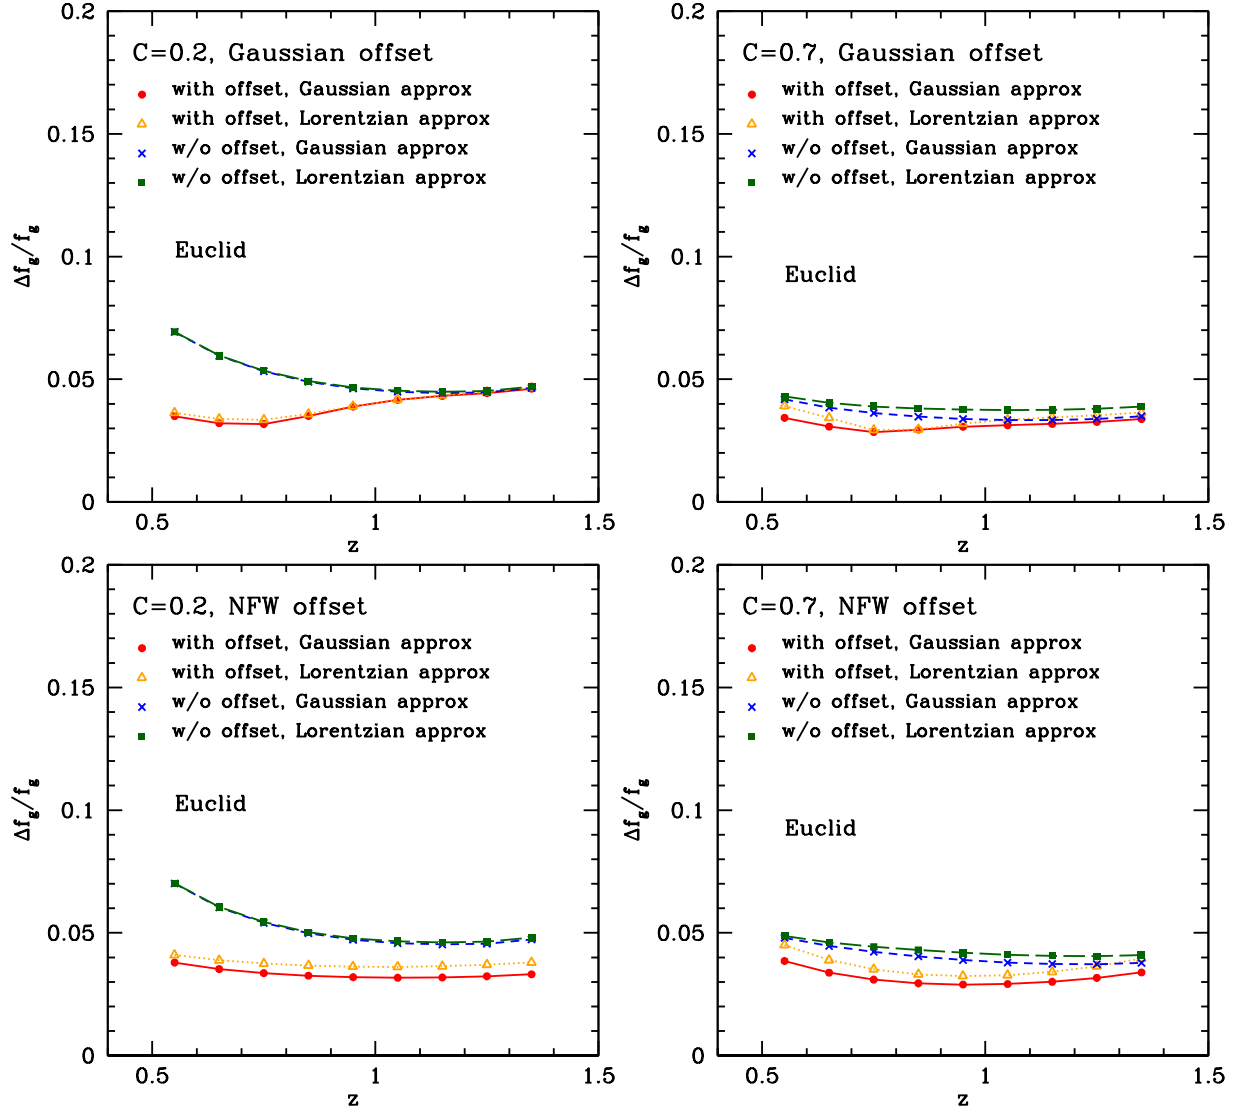 0.2
0.15
0.1
0.05
0
Δf_g/f_g
C=0.2, Gaussian offset
with offset, Gaussian approx
with offset, Lorentzian approx
w/o offset, Gaussian approx
w/o offset, Lorentzian approx
Euclid
0.5 1 1.5
z
0.2
0.15
0.1
0.05
0
Δf_g/f_g
C=0.7, Gaussian offset
with offset, Gaussian approx
with offset, Lorentzian approx
w/o offset, Gaussian approx
w/o offset, Lorentzian approx
Euclid
0.5 1 1.5
z
0.2
0.15
0.1
0.05
0
Δf_g/f_g
C=0.2, NFW offset
with offset, Gaussian approx
with offset, Lorentzian approx
w/o offset, Gaussian approx
w/o offset, Lorentzian approx
Euclid
0.5 1 1.5
z
0.2
0.15
0.1
0.05
0
Δf_g/f_g
C=0.7, NFW offset
with offset, Gaussian approx
with offset, Lorentzian approx
w/o offset, Gaussian approx
w/o offset, Lorentzian approx
Euclid
0.5 1 1.5
z